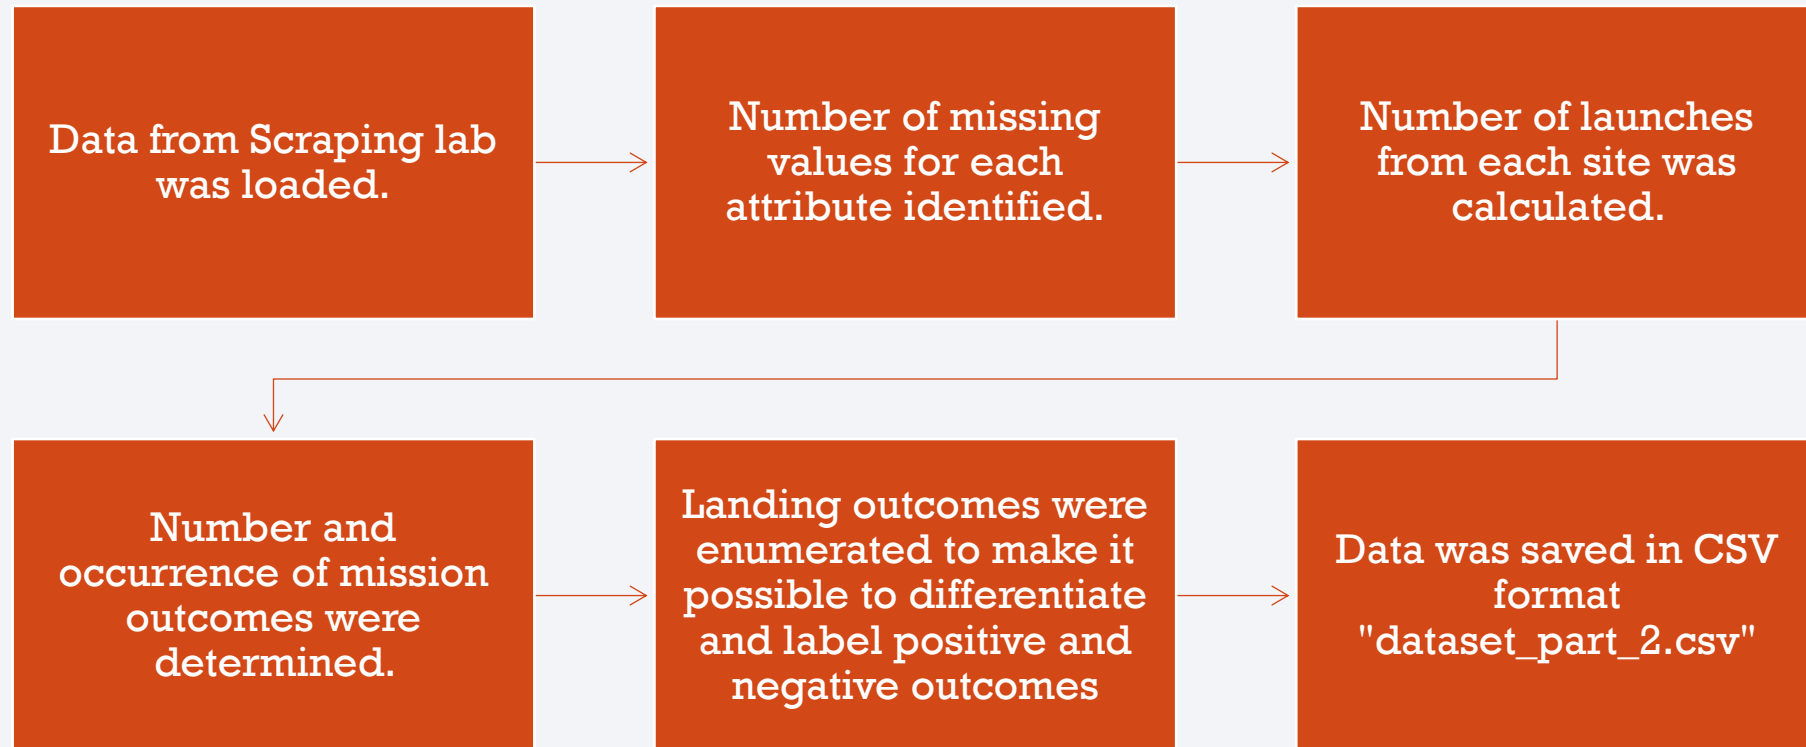 Data from Scraping lab
was loaded.
Number of missing
values for each
attribute identified.
Number of launches
from each site was
calculated.
Number and
occurrence of mission
outcomes were
determined.
Landing outcomes were
enumerated to make it
possible to differentiate
and label positive and
negative outcomes
Data was saved in CSV
format
"dataset_part_2.csv"